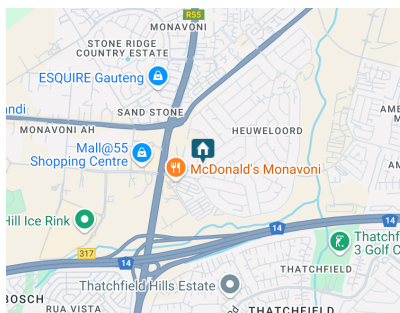 R55
MONAVONI
STONE RIDGE
COUNTRY ESTATE
ESQUIRE Gauteng
andi
SAND STONE
MONAVONI AH
HEUWELOORD
AM
E
Mall@55
Shopping Centre
McDonald's Monavoni
Hill Ice Rink
14
14
317
14
Thatchf
3 Golf C
THATCHFIELD
Thatchfield Hills Estate
BOSCH
RUA VISTA
THATCHFIELD